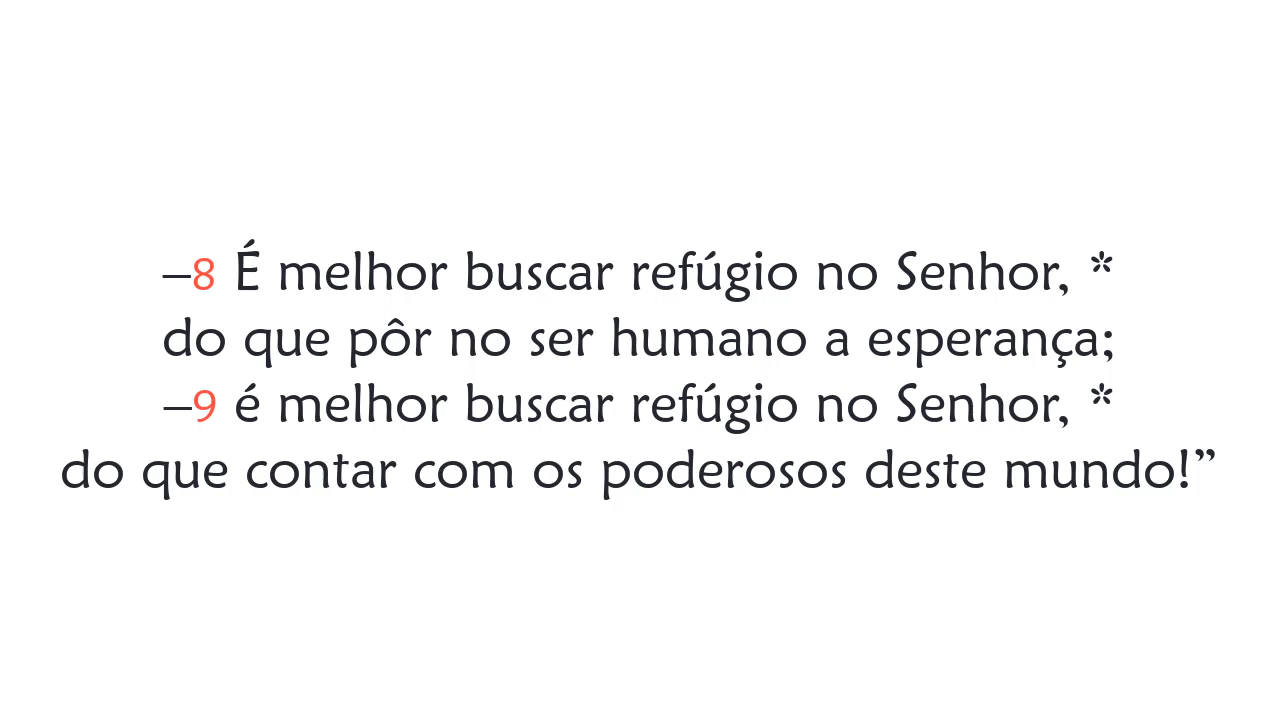 –8 É melhor buscar refúgio no Senhor, *
do que pôr no ser humano a esperança;
–9 é melhor buscar refúgio no Senhor, *
do que contar com os poderosos deste mundo!”